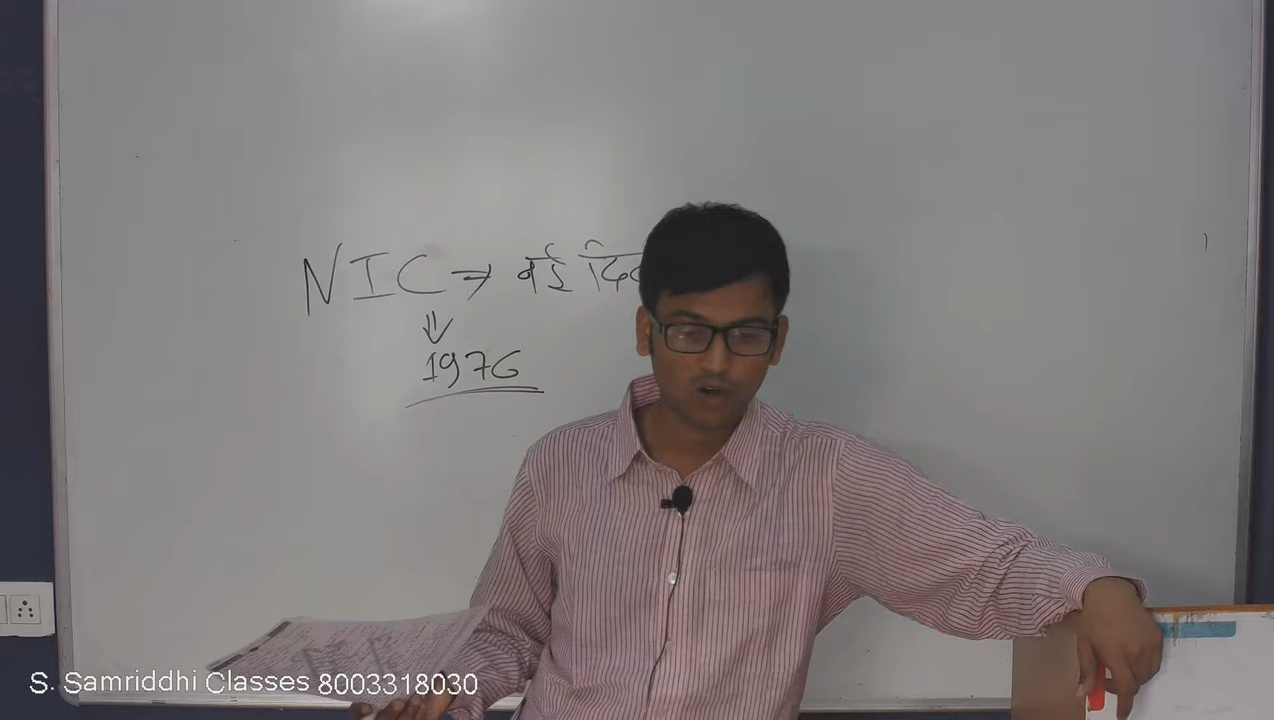 NIC ⇒ नई
⇓
1976
S. Samriddhi Classes 8003318030